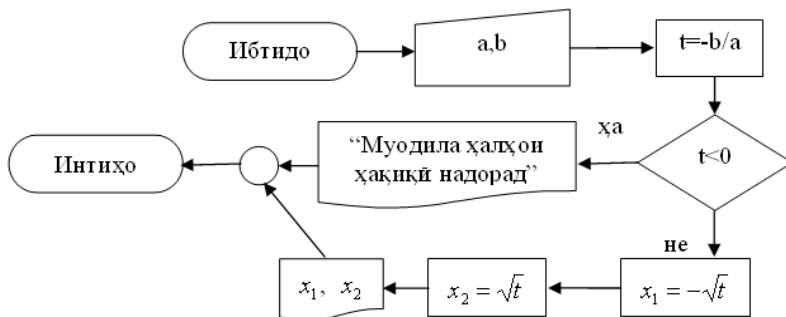 Ибтидо
a,b
t=-b/a
t<0
ҳа
“Муодила ҳалҳои
ҳақиқӣ надорад”
Интиҳо
не
x₁ = -√t
x₂ = √t
x₁, x₂